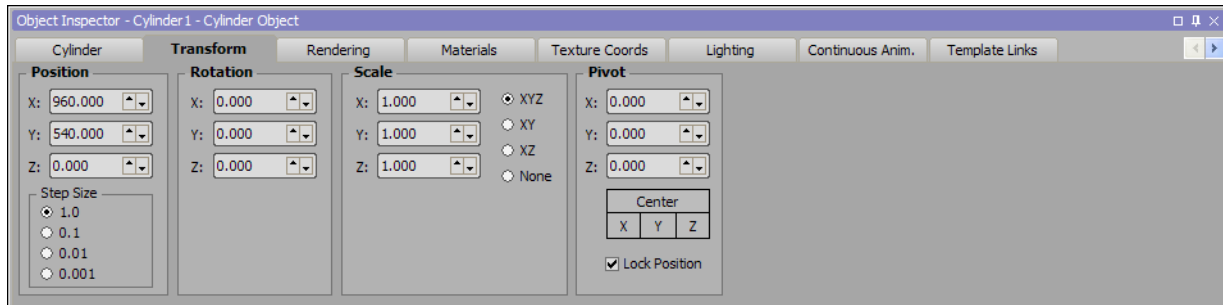 Object Inspector - Cylinder1 - Cylinder Object
Cylinder Transform Rendering Materials Texture Coords Lighting Continuous Anim. Template Links
Position
X: 960.000
Y: 540.000
Z: 0.000
Step Size
1.0
0.1
0.01
0.001
Rotation
X: 0.000
Y: 0.000
Z: 0.000
Scale
X: 1.000
Y: 1.000
Z: 1.000
XYZ
XY
XZ
None
Pivot
X: 0.000
Y: 0.000
Z: 0.000
Center
X Y Z
Lock Position